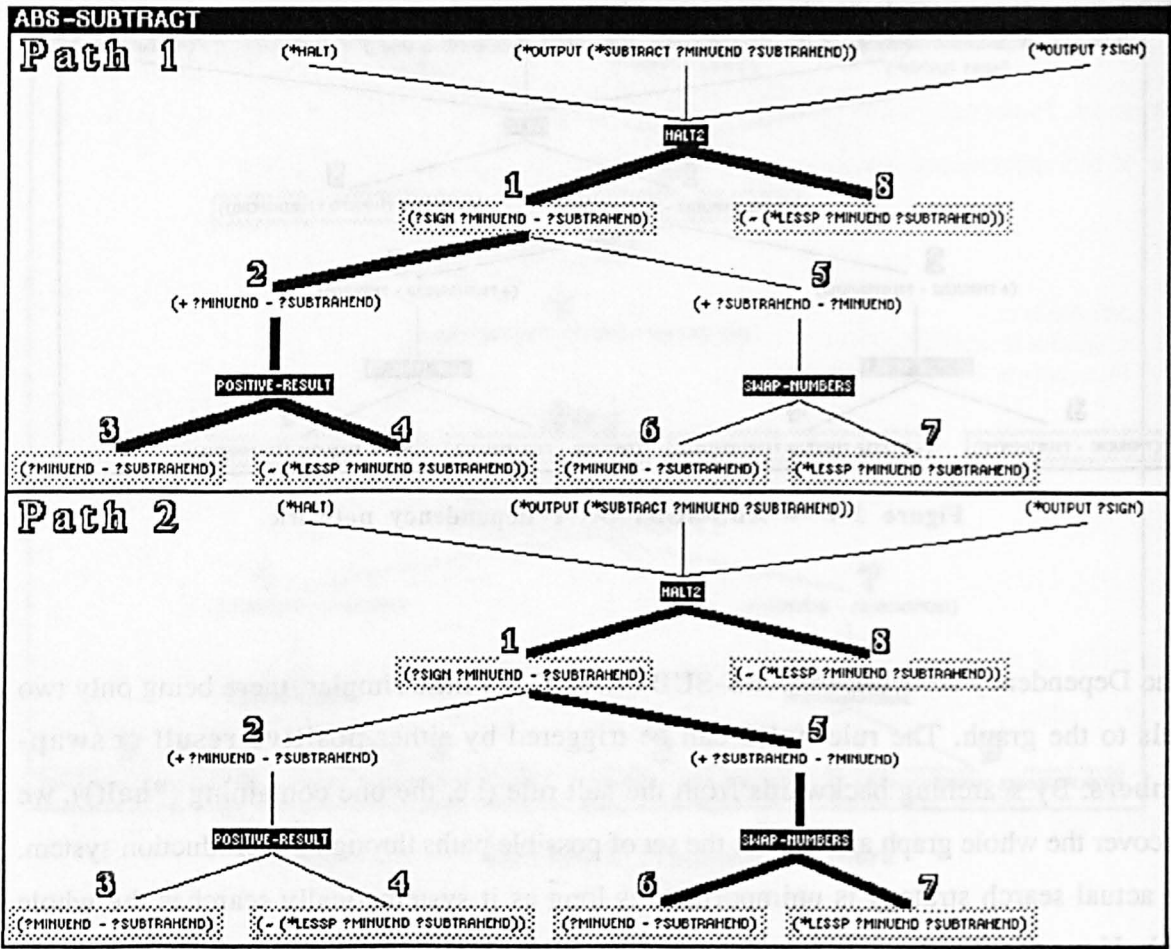 ABS-SUBTRACT
Path 1
(*HALT) (*OUTPUT (*SUBTRACT ?MINUEND ?SUBTRAHEND)) (*OUTPUT ?SIGN)
HALT2
1 8
(?SIGN ?MINUEND - ?SUBTRAHEND) (~ (*LESSP ?MINUEND ?SUBTRAHEND))
2 5
(+ ?MINUEND - ?SUBTRAHEND) (+ ?SUBTRAHEND - ?MINUEND)
POSITIVE-RESULT SWAP-NUMBERS
3 4 6 7
(?MINUEND - ?SUBTRAHEND) (~ (*LESSP ?MINUEND ?SUBTRAHEND)) (?MINUEND - ?SUBTRAHEND) (*LESSP ?MINUEND ?SUBTRAHEND)
Path 2
(*HALT) (*OUTPUT (*SUBTRACT ?MINUEND ?SUBTRAHEND)) (*OUTPUT ?SIGN)
HALT2
1 8
(?SIGN ?MINUEND - ?SUBTRAHEND) (~ (*LESSP ?MINUEND ?SUBTRAHEND))
2 5
(+ ?MINUEND - ?SUBTRAHEND) (+ ?SUBTRAHEND - ?MINUEND)
POSITIVE-RESULT SWAP-NUMBERS
3 4 6 7
(?MINUEND - ?SUBTRAHEND) (~ (*LESSP ?MINUEND ?SUBTRAHEND)) (?MINUEND - ?SUBTRAHEND) (*LESSP ?MINUEND ?SUBTRAHEND)